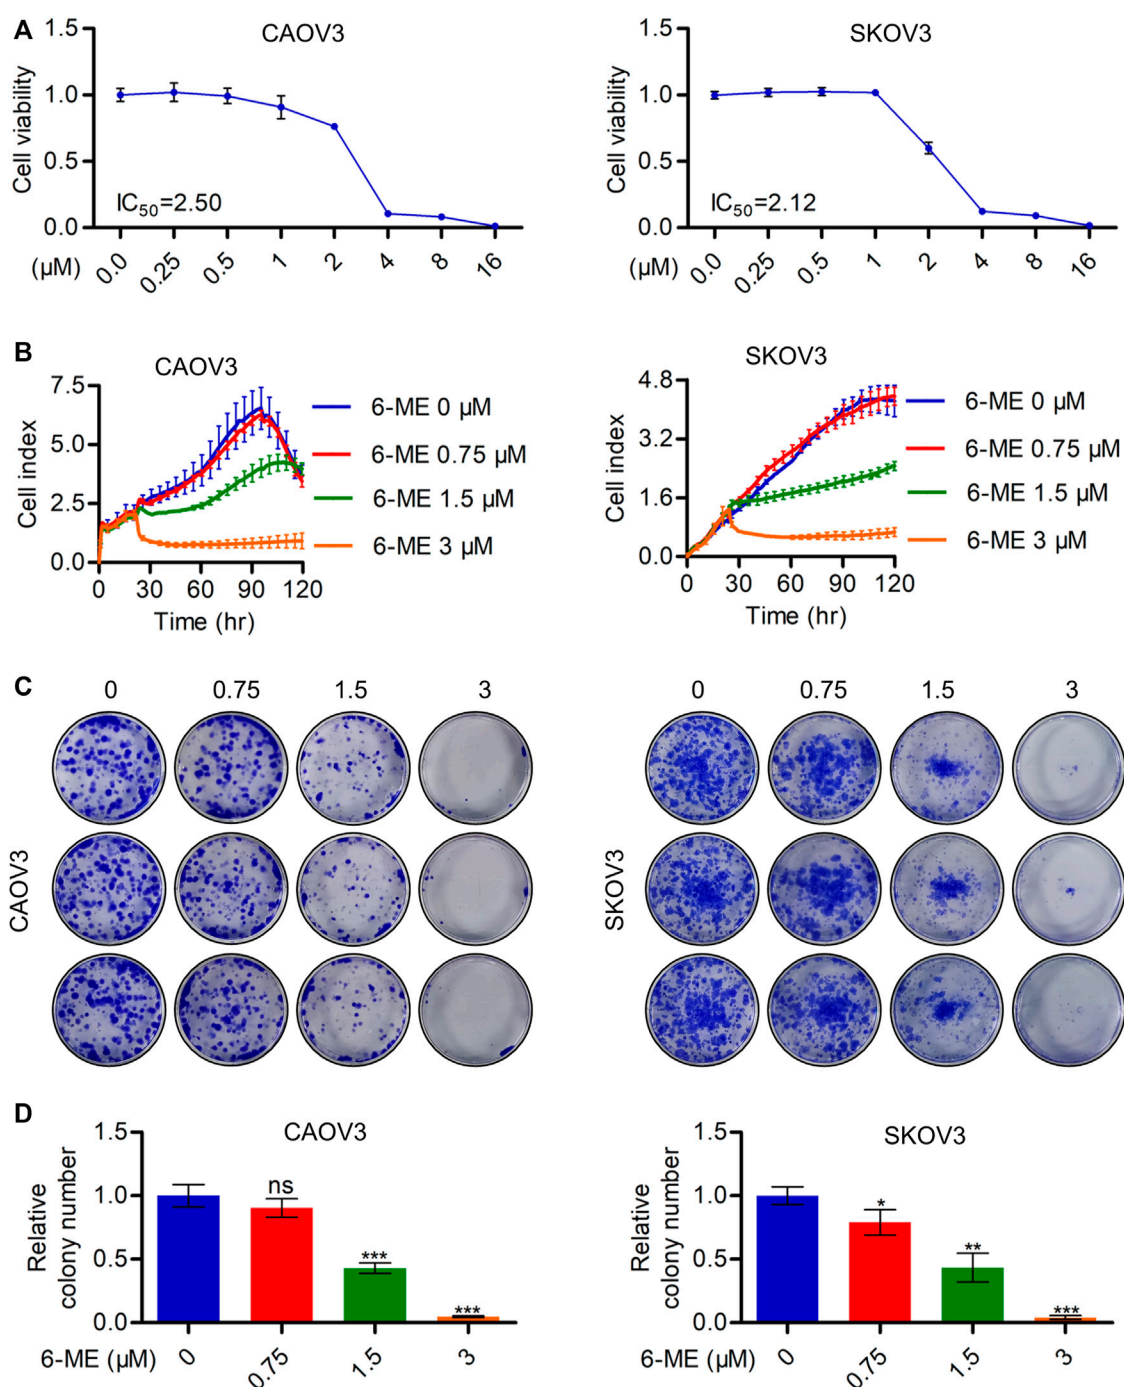 A
CAOV3
Cell viability
1.5
1.0
0.5
0.0
IC50=2.50
(µM)
0.0 0.25 0.5 1 2 4 8 16
SKOV3
Cell viability
1.5
1.0
0.5
0.0
IC50=2.12
(µM)
0.0 0.25 0.5 1 2 4 8 16
B
CAOV3
Cell index
7.5
5.0
2.5
0.0
0 30 60 90 120
Time (hr)
6-ME 0 µM
6-ME 0.75 µM
6-ME 1.5 µM
6-ME 3 µM
SKOV3
Cell index
4.8
3.2
1.6
0.0
0 30 60 90 120
Time (hr)
6-ME 0 µM
6-ME 0.75 µM
6-ME 1.5 µM
6-ME 3 µM
C
0 0.75 1.5 3
CAOV3
0 0.75 1.5 3
SKOV3
D
CAOV3
Relative
colony number
1.5
1.0
0.5
0.0
ns
***
***
6-ME (µM)
0 0.75 1.5 3
SKOV3
Relative
colony number
1.5
1.0
0.5
0.0
*
**
***
6-ME (µM)
0 0.75 1.5 3